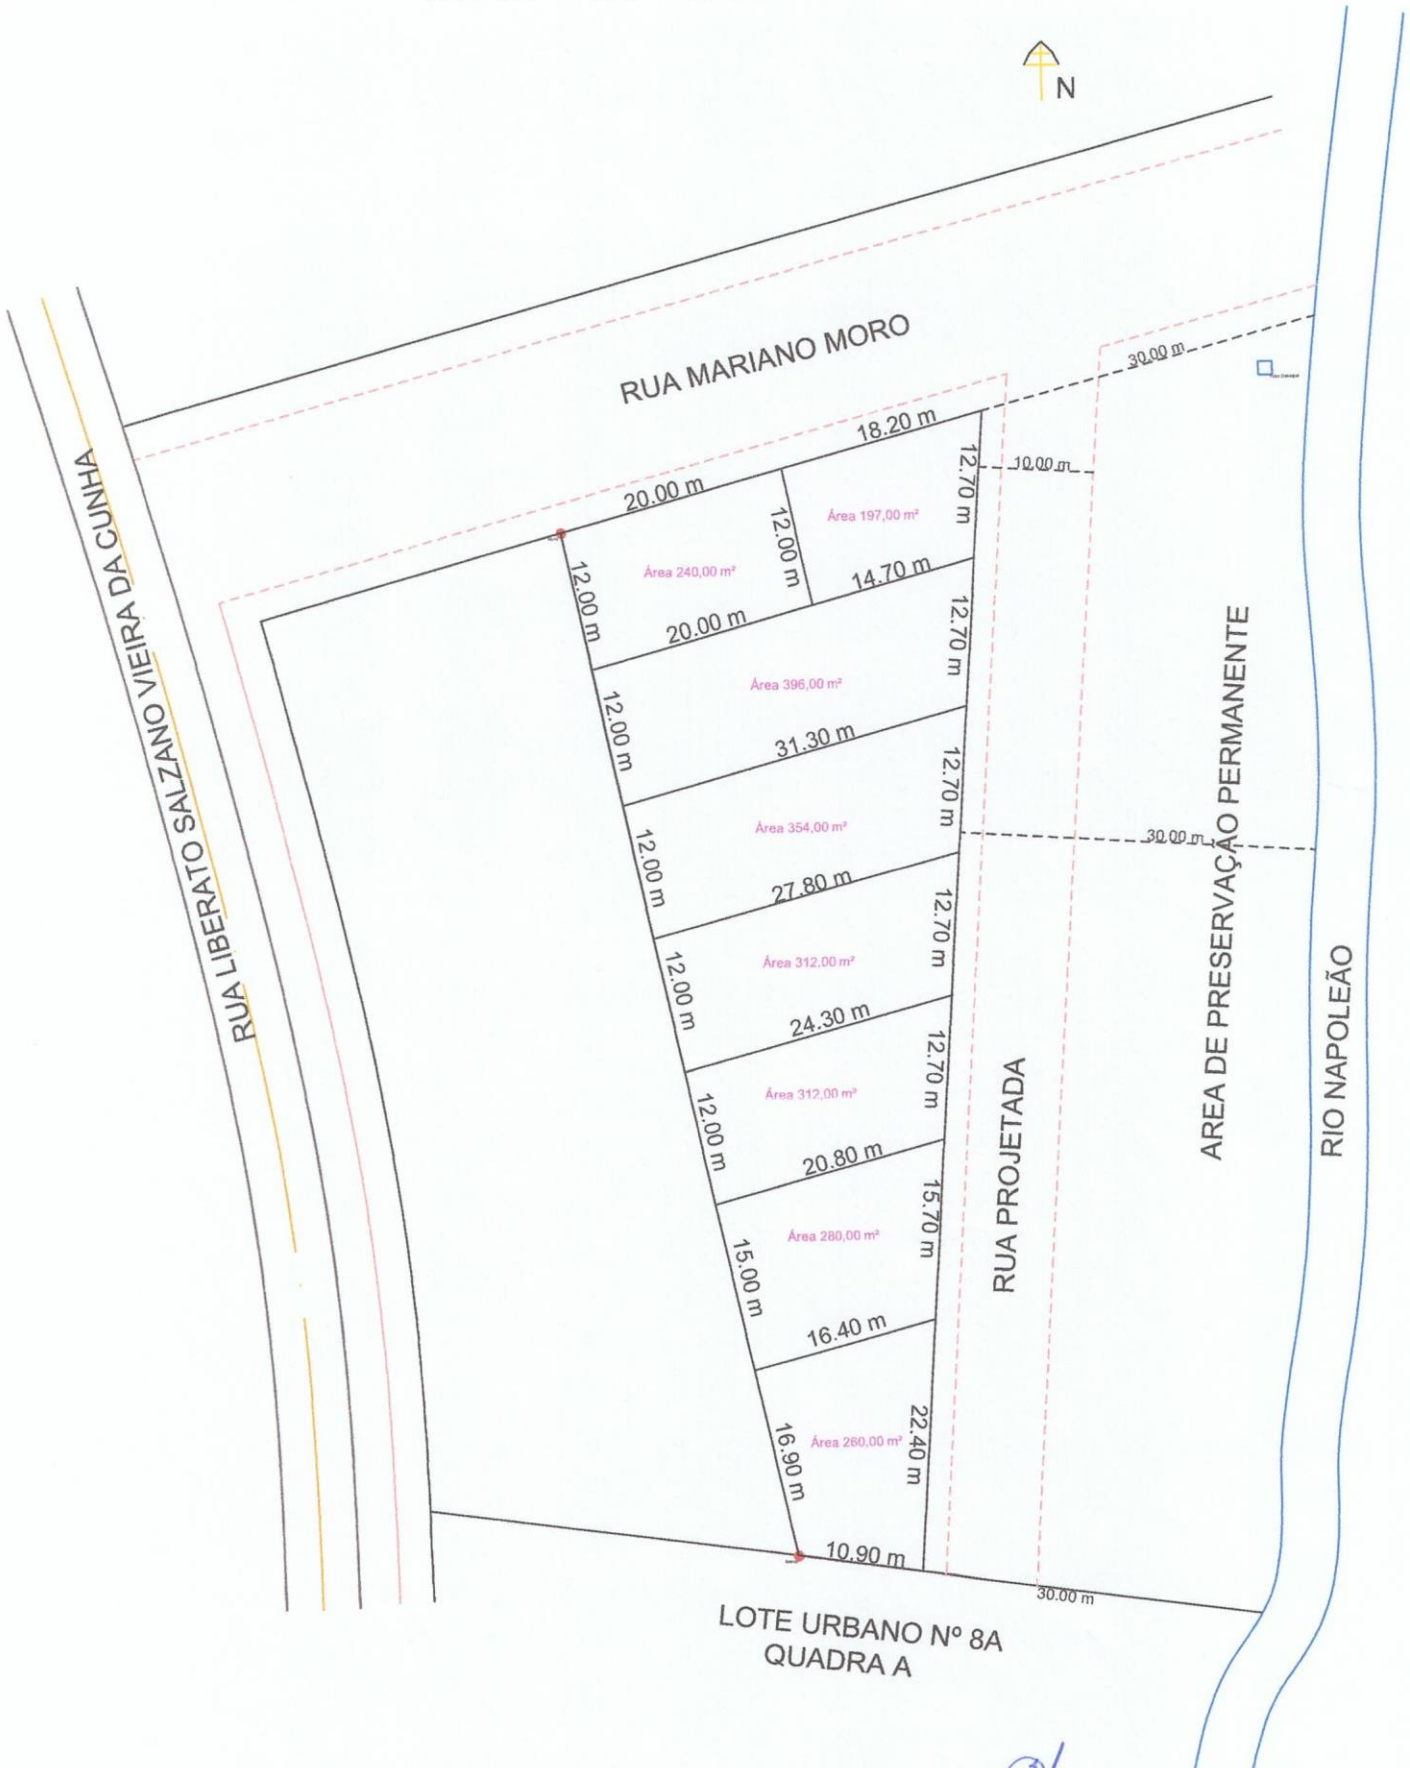 N
RUA MARIANO MORO
30.00 m
18.20 m
RUA LIBERATO SALZANO VIEIRA DA CUNHA
20.00 m
12.70 m
10.00 m
Área 197,00 m²
12.00 m
Área 240,00 m²
12.00 m
14.70 m
20.00 m
12.70 m
Área 396,00 m²
12.00 m
31.30 m
12.70 m
Área 354,00 m²
12.00 m
30.00 m
27.80 m
12.70 m
Área 312,00 m²
12.00 m
24.30 m
12.70 m
Área 312,00 m²
12.00 m
20.80 m
15.70 m
Área 280,00 m²
15.00 m
16.40 m
22.40 m
Área 260,00 m²
16.90 m
10.90 m
30.00 m
RUA PROJETADA
AREA DE PRESERVAÇÃO PERMANENTE
RIO NAPOLEÃO
LOTE URBANO Nº 8A
QUADRA A